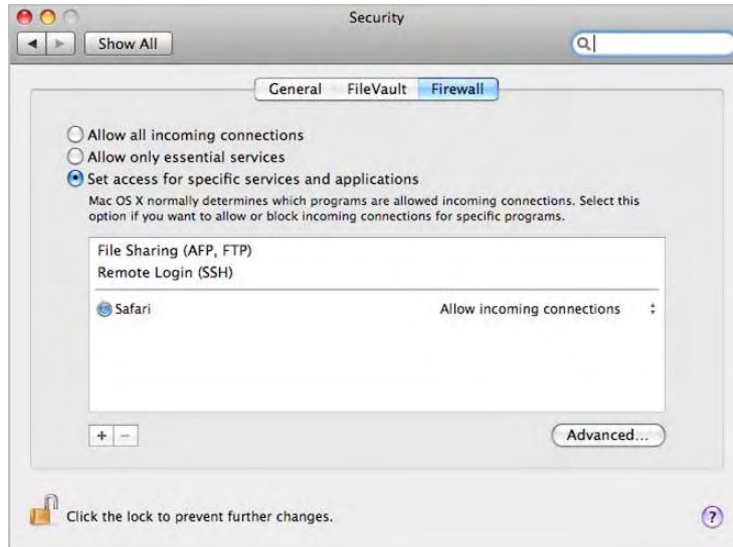 Security
Show All
General FileVault Firewall
Allow all incoming connections
Allow only essential services
Set access for specific services and applications
Mac OS X normally determines which programs are allowed incoming connections. Select this
option if you want to allow or block incoming connections for specific programs.
File Sharing (AFP, FTP)
Remote Login (SSH)
Safari Allow incoming connections
+ − Advanced...
Click the lock to prevent further changes. ?